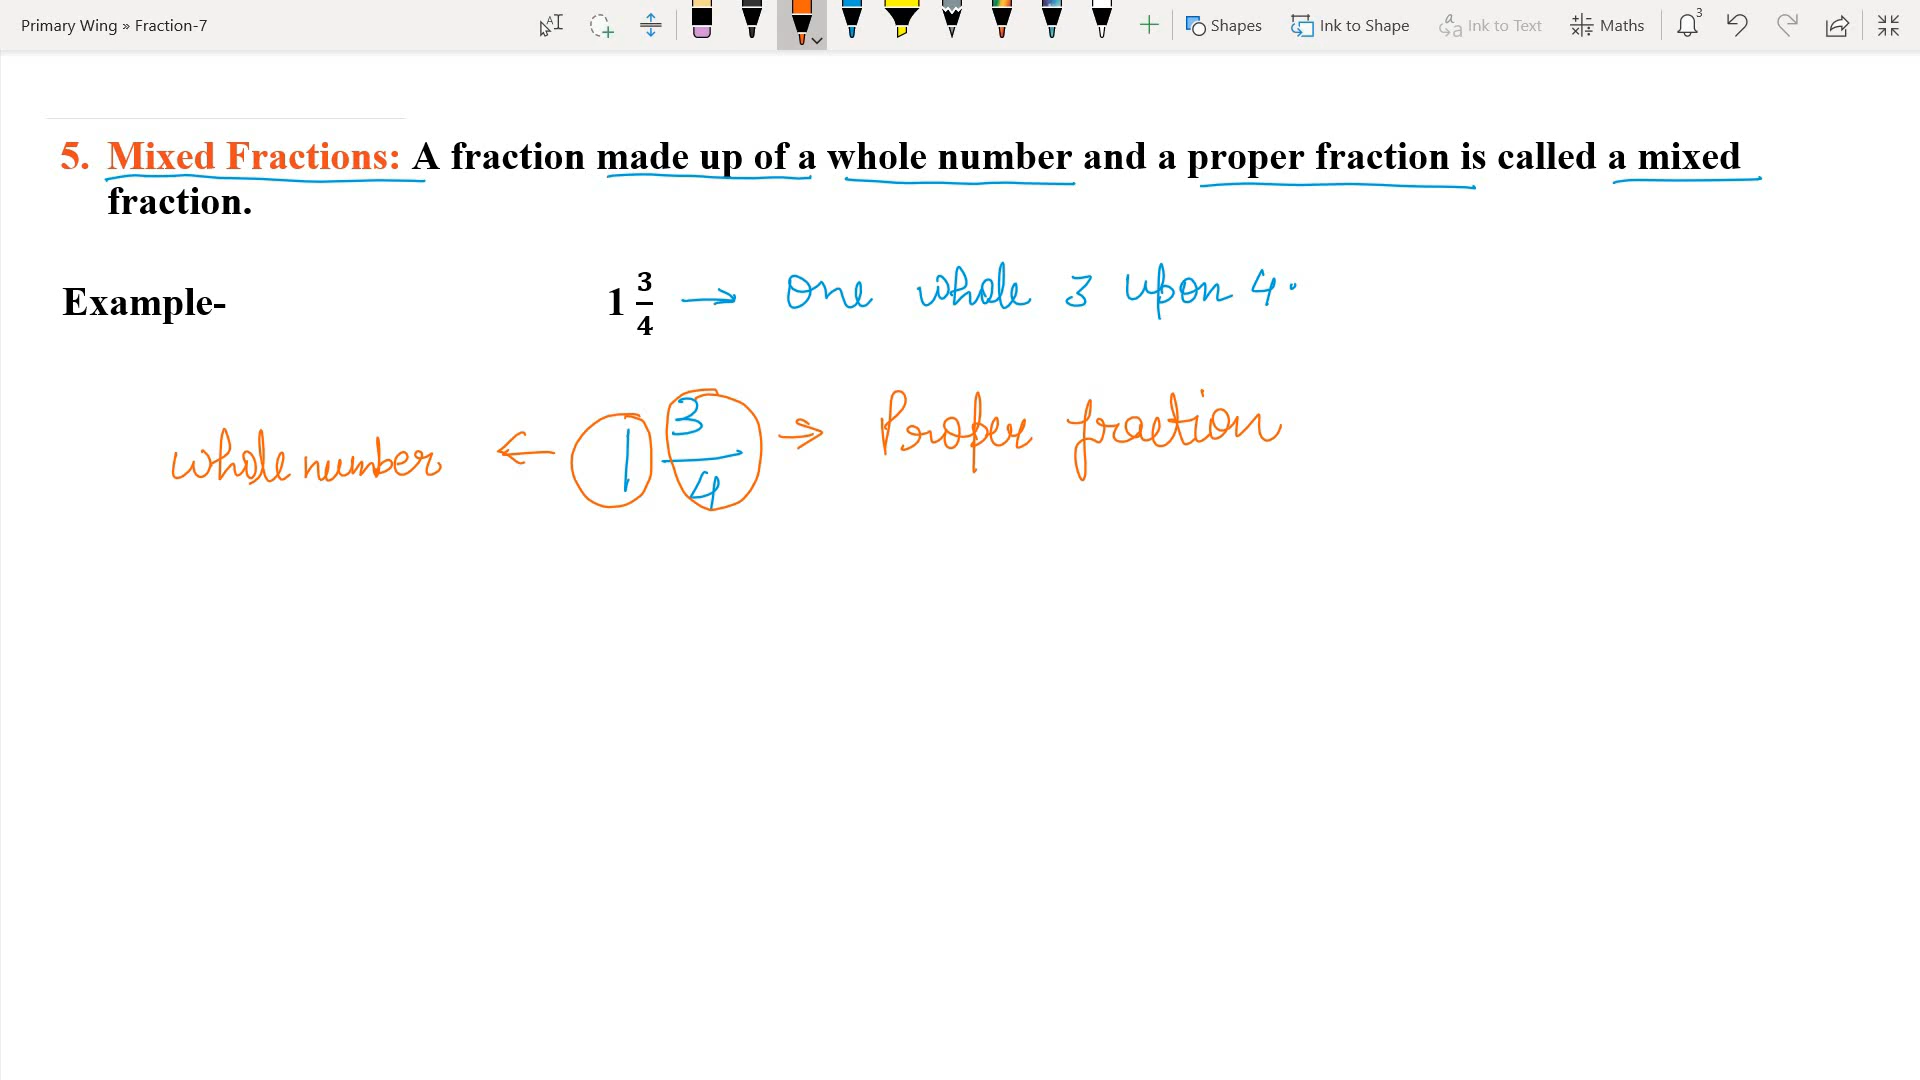 Primary Wing » Fraction-7
Shapes Ink to Shape Ink to Text Maths 3
5. Mixed Fractions: A fraction made up of a whole number and a proper fraction is called a mixed
fraction.
Example- 1 3/4 → One whole 3 upon 4.
whole number ← 1 3/4 → Proper fraction